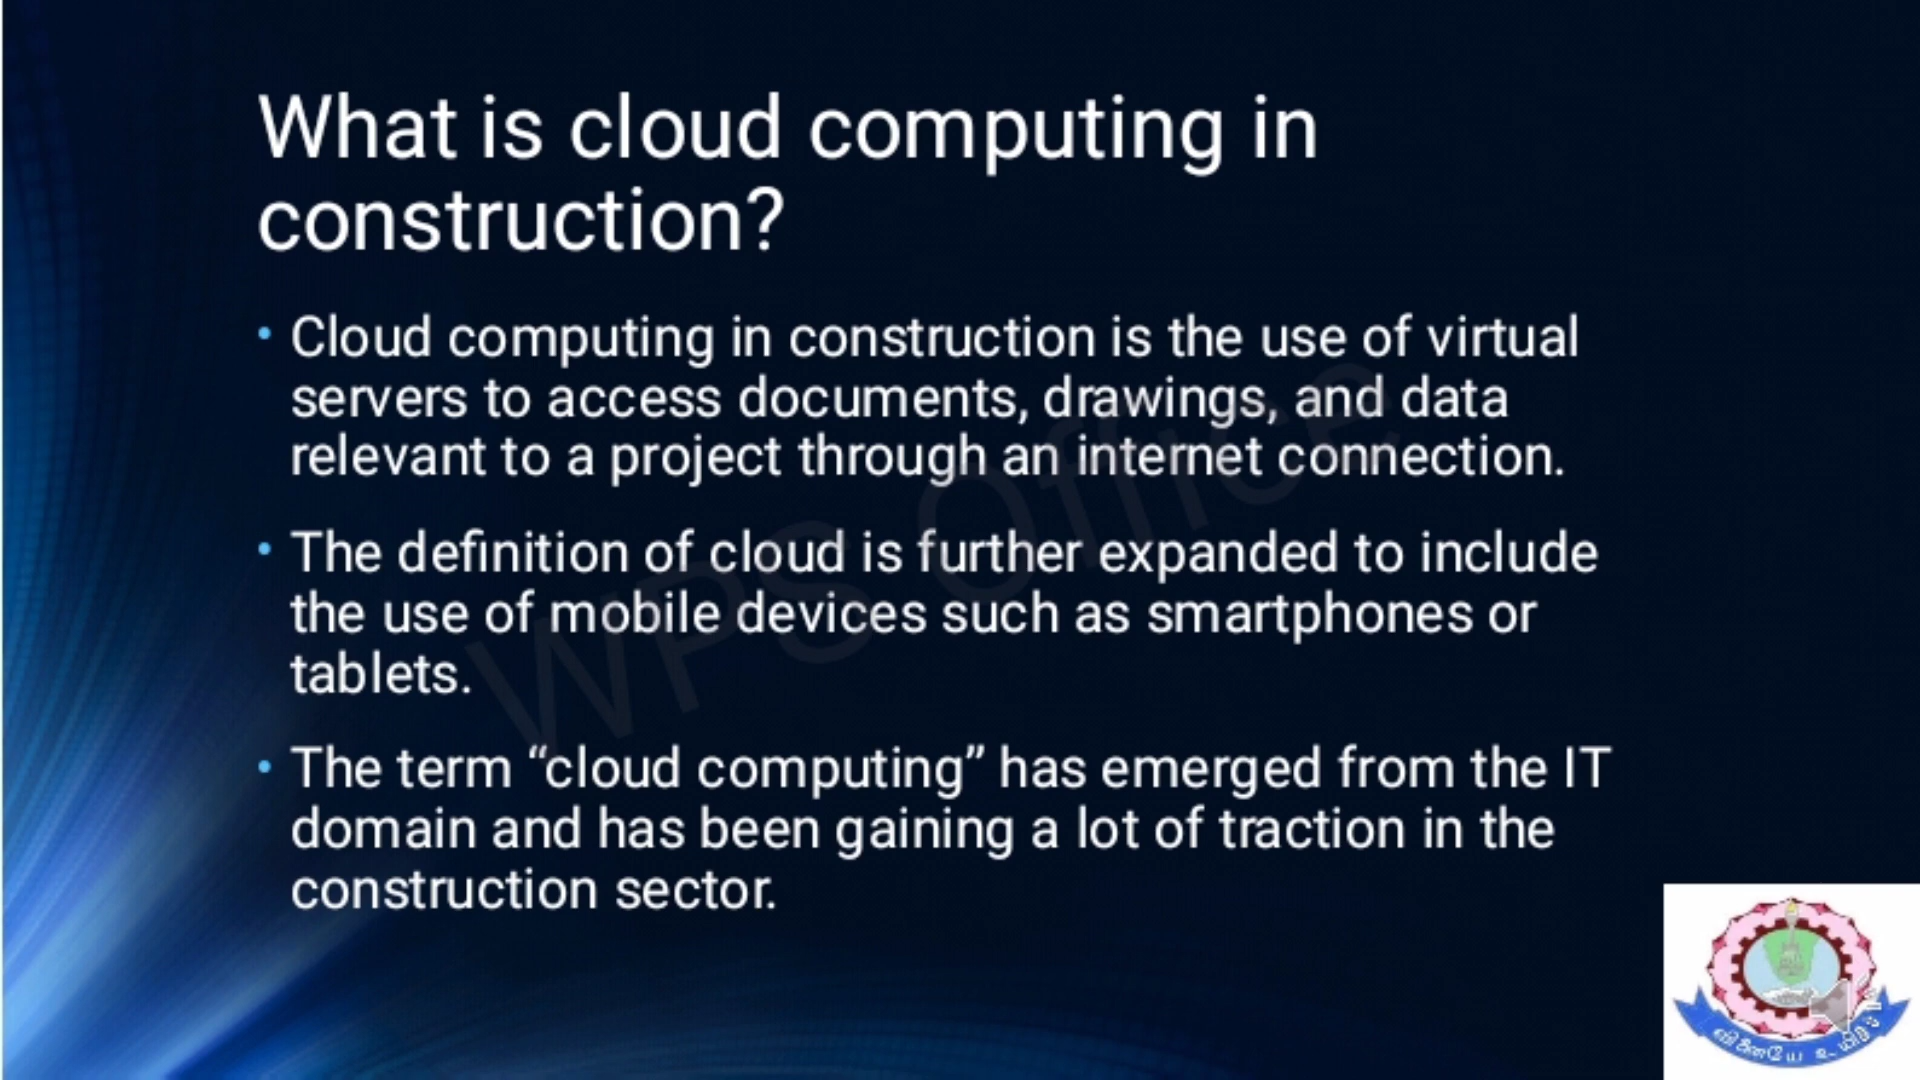 What is cloud computing in
construction?
• Cloud computing in construction is the use of virtual
servers to access documents, drawings, and data
relevant to a project through an internet connection.
• The definition of cloud is further expanded to include
the use of mobile devices such as smartphones or
tablets.
• The term “cloud computing” has emerged from the IT
domain and has been gaining a lot of traction in the
construction sector.
WPS Office